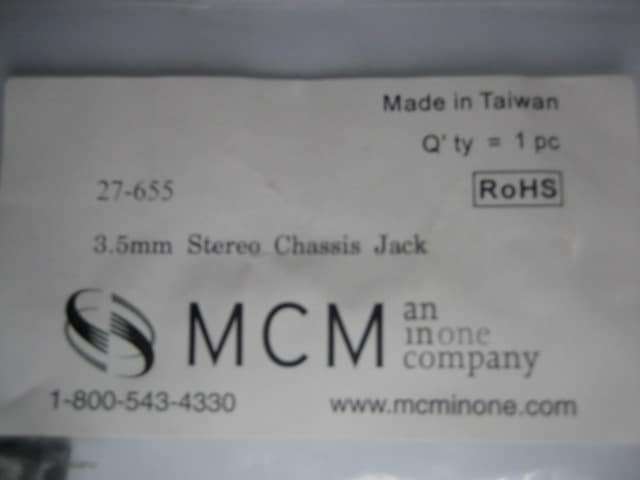 Made in Taiwan
Q'ty = 1 pc
27-655
RoHS
3.5mm Stereo Chassis Jack
MCM
an
inone
company
1-800-543-4330
www.mcminone.com